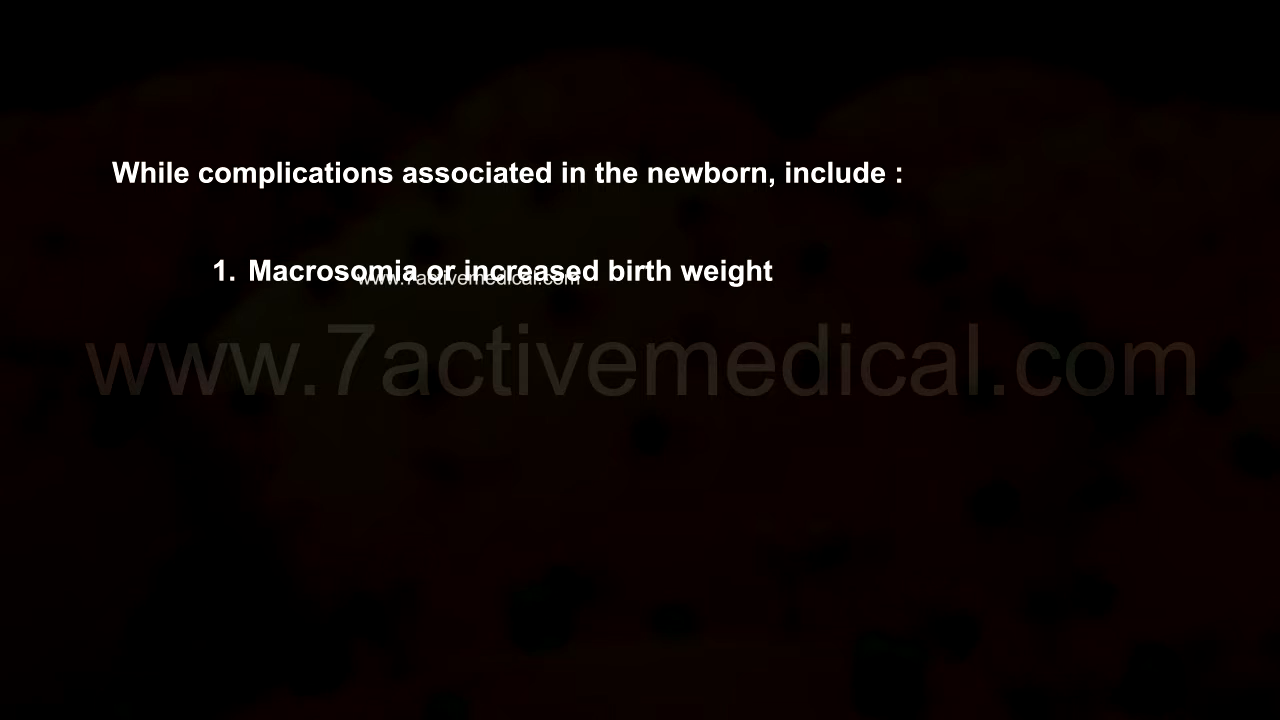 While complications associated in the newborn, include :
1. Macrosomia or increased birth weight
www.7activemedical.com
www.7activemedical.com